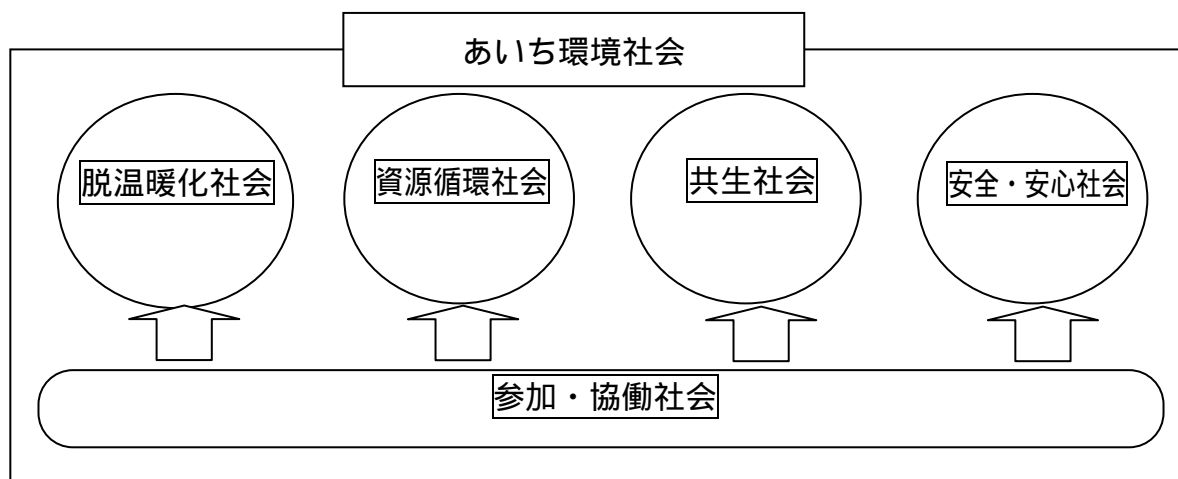 あいち環境社会
脱温暖化社会
資源循環社会
共生社会
安全・安心社会
参加・協働社会